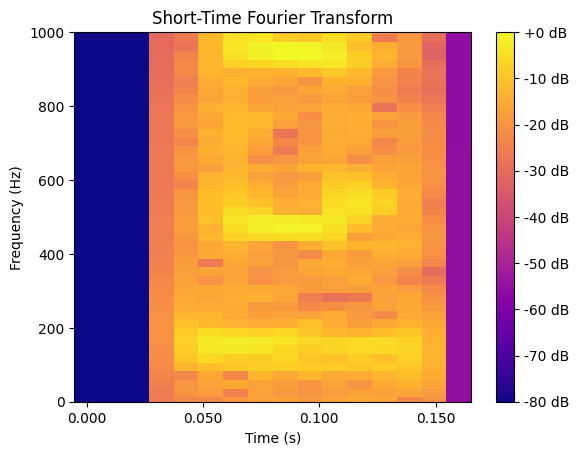 Short-Time Fourier Transform
Frequency (Hz)
1000
800
600
400
200
0
0.000
0.050
0.100
0.150
Time (s)
+0 dB
-10 dB
-20 dB
-30 dB
-40 dB
-50 dB
-60 dB
-70 dB
-80 dB